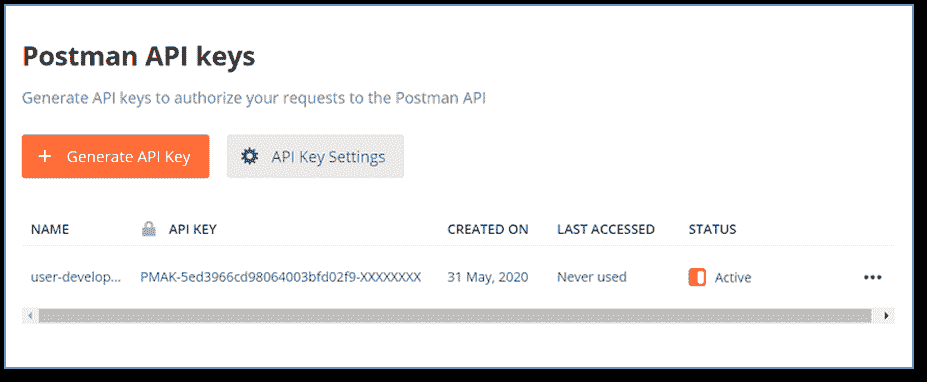 Postman API keys
Generate API keys to authorize your requests to the Postman API
+ Generate API Key API Key Settings
NAME API KEY CREATED ON LAST ACCESSED STATUS
user-develop... PMAK-5ed3966cd98064003bfd02f9-XXXXXXXX 31 May, 2020 Never used Active